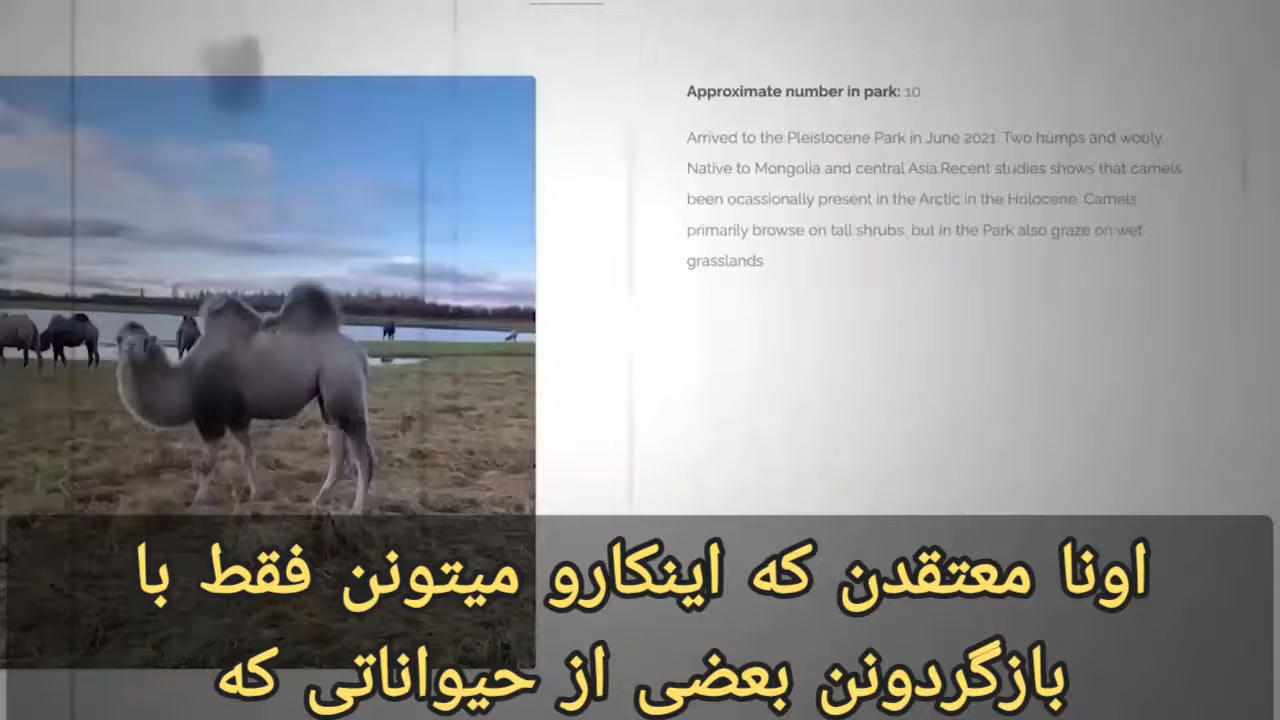 Approximate number in park: 10
Arrived to the Pleistocene Park in June 2021. Two humps and wooly.
Native to Mongolia and central Asia.Recent studies shows that camels
been ocassionally present in the Arctic in the Holocene. Camels
primarily browse on tall shrubs, but in the Park also graze on wet
grasslands
اونا معتقدن که اینکارو میتونن فقط با
بازگردونن بعضی از حیواناتی که